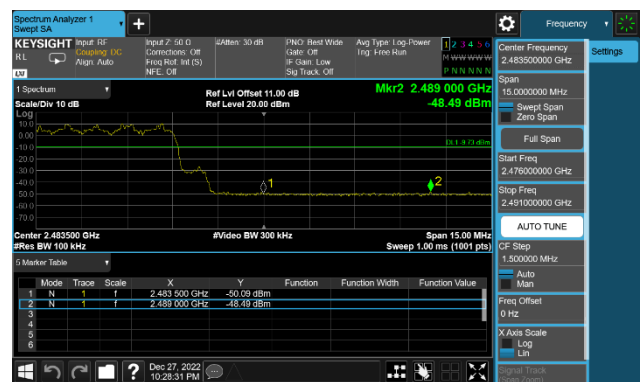 Spectrum Analyzer 1
Swept SA
Frequency
KEYSIGHT Input: RF
Coupling: DC
Align: Auto
Input Z: 50 Ω
Corrections: Off
Freq Ref: Int (S)
NFE: Off
#Atten: 30 dB
PNO: Best Wide
Gate: Off
IF Gain: Low
Sig Track: Off
Avg Type: Log-Power
Trig: Free Run
1 2 3 4 5 6
M W W W W W
P N N N N N
RL
LXI
1 Spectrum
Scale/Div 10 dB
Ref Lvl Offset 11.00 dB
Ref Level 20.00 dBm
Mkr2 2.489 000 GHz
-48.49 dBm
Log
10.0
0.00
-10.0
-20.0
-30.0
-40.0
-50.0
-60.0
-70.0
1
2
Center 2.483500 GHz
#Video BW 300 kHz
Span 15.00 MHz
#Res BW 100 kHz
Sweep 1.00 ms (1001 pts)
5 Marker Table
Mode Trace Scale X Y Function Function Width Function Value
1 N 1 f 2.483 500 GHz -50.09 dBm
2 N 1 f 2.489 000 GHz -48.49 dBm
3
4
5
6
Dec 27, 2022
10:28:31 PM
Center Frequency
2.483500000 GHz
Settings
Span
15.0000000 MHz
Swept Span
Zero Span
Full Span
Start Freq
2.476000000 GHz
Stop Freq
2.491000000 GHz
AUTO TUNE
CF Step
1.500000 MHz
Auto
Man
Freq Offset
0 Hz
X Axis Scale
Log
Lin
Signal Track
(Span Zoom)